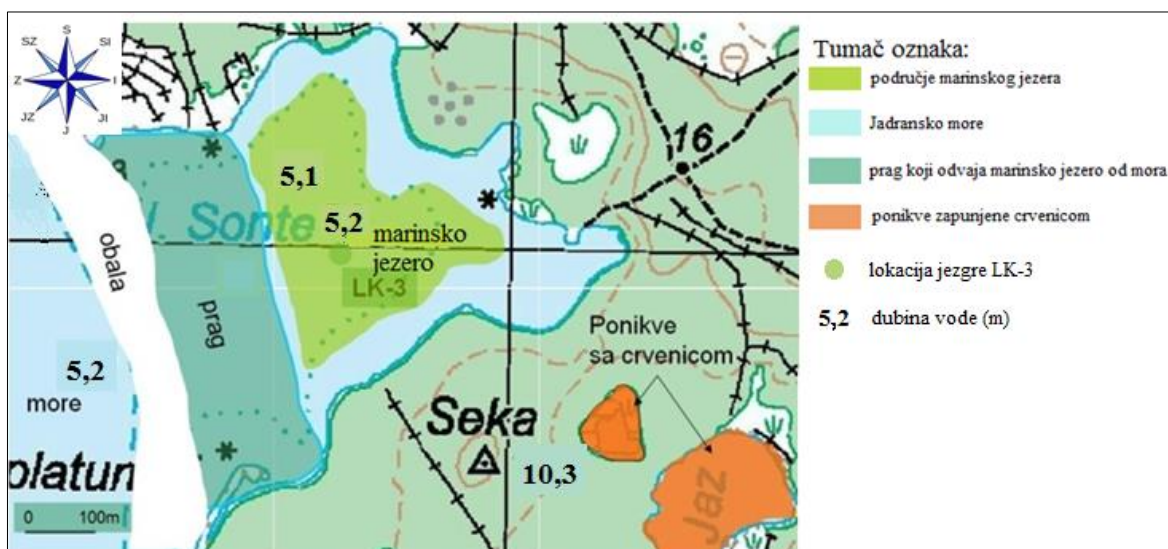 S
SZ
SI
Z
I
JZ
JI
J
16
5,1
5,2
Sonte
marinsko
jezero
LK-3
obala
prag
5,2
more
platun
0 100m
Seka
10,3
Ponikve
sa crvenicom
Jaz
Tumač oznaka:
područje marinskog jezera
Jadransko more
prag koji odvaja marinsko jezero od mora
ponikve zapunjene crvenicom
lokacija jezgre LK-3
5,2 dubina vode (m)